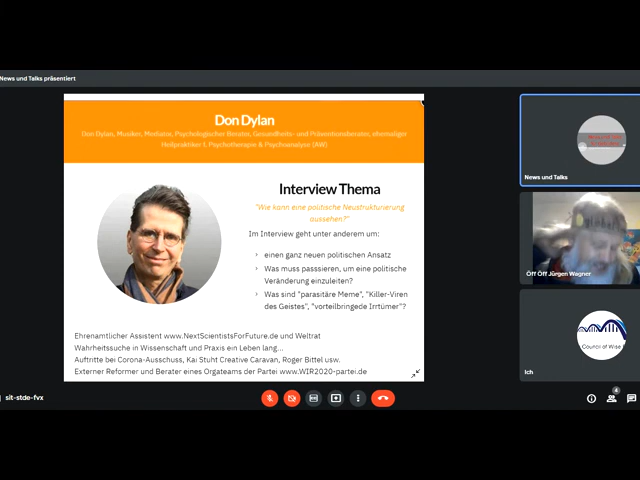 News und Talks präsentiert
Don Dylan
Don Dylan, Musiker, Mediator, Psychologischer Berater, Gesundheits- und Präventionsberater, ehemaliger
Heilpraktiker f. Psychotherapie & Psychoanalyse (AW)
Interview Thema
"Wie kann eine politische Neustrukturierung
aussehen?"
Im Interview geht unter anderem um:
einen ganz neuen politischen Ansatz
Was muss passsieren, um eine politische
Veränderung einzuleiten?
Was sind "parasitäre Meme", "Killer-Viren
des Geistes", "vorteilbringede Irrtümer"?
Ehrenamtlicher Assistent www.NextScientistsForFuture.de und Weltrat
Wahrheitssuche in Wissenschaft und Praxis ein Leben lang...
Auftritte bei Corona-Ausschuss, Kai Stuht Creative Caravan, Roger Bittel usw.
Externer Reformer und Berater eines Orgateams der Partei www.WIR2020-partei.de
News und Talks
Öff Öff Jürgen Wagner
Council of Wise
Ich
sit-stde-fvx
4